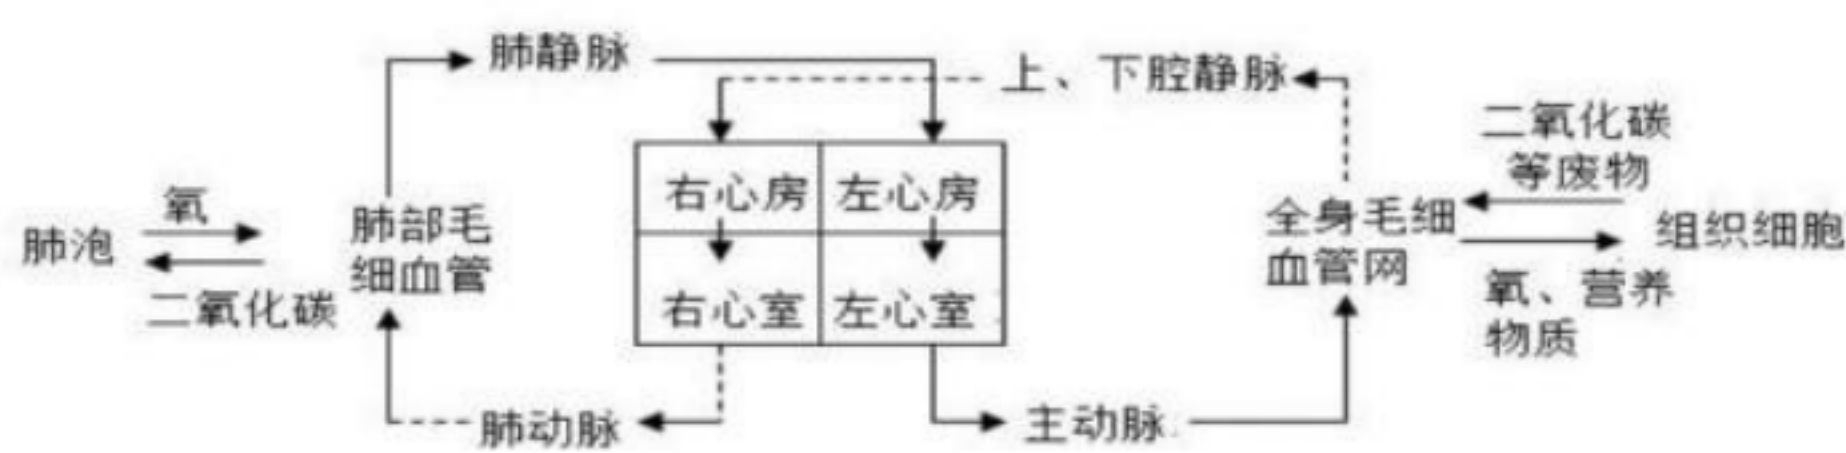 肺静脉
上、下腔静脉
二氧化碳
等废物
右心房
左心房
氧
肺泡
肺部毛
细血管
全身毛细
血管网
组织细胞
二氧化碳
右心室
左心室
氧、营养
物质
肺动脉
主动脉